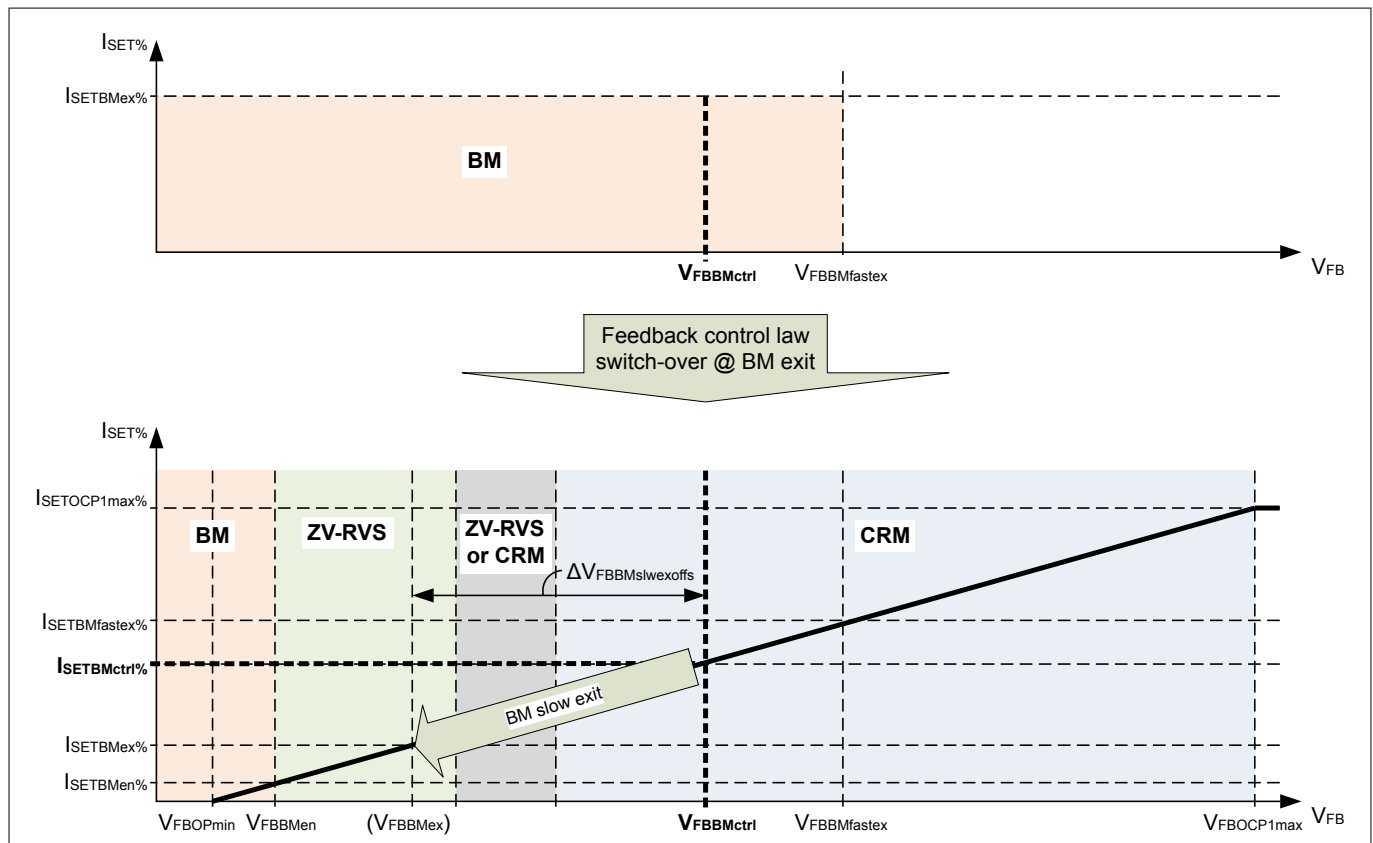 ISET%
ISETBMex%
BM
VFBBMctrl
VFBBMfastex
VFB
Feedback control law
switch-over @ BM exit
ISET%
ISETOCP1max%
BM
ZV-RVS
ZV-RVS
or CRM
CRM
ΔVFBBMslwexoffs
ISETBMfastex%
ISETBMctrl%
BM slow exit
ISETBMex%
ISETBMen%
VFBOPmin
VFBBMen
(VFBBMex)
VFBBMctrl
VFBBMfastex
VFBOCP1max
VFB